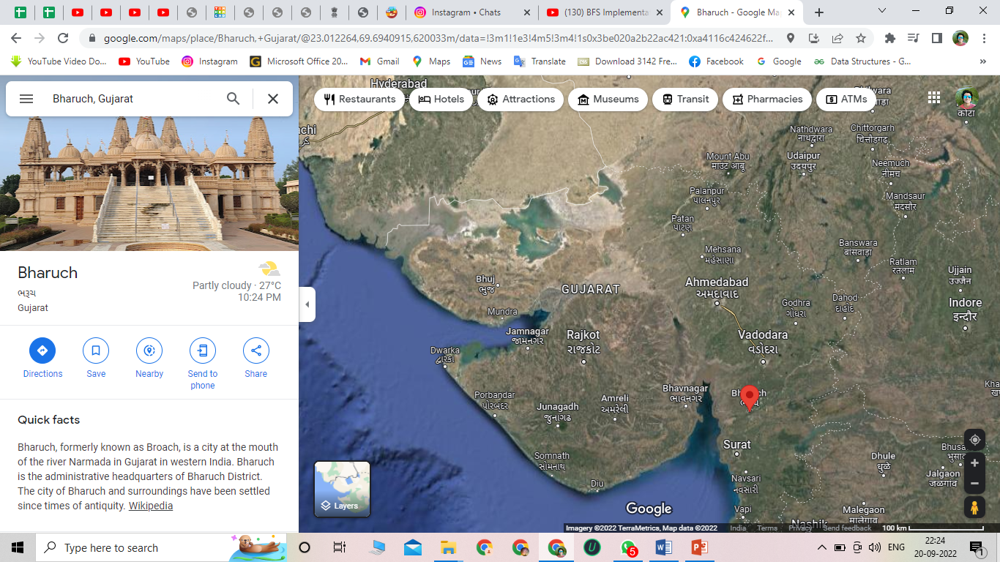 Instagram • Chats
(130) BFS Implementa
Bharuch - Google Ma
google.com/maps/place/Bharuch,+Gujarat/@23.012264,69.6940915,620033m/data=!3m1!1e3!4m5!3m4!1s0x3be020a2b22ac421:0xa4116c424622f...
YouTube Video Do...
YouTube
Instagram
Microsoft Office 20...
Gmail
Maps
News
Translate
Download 3142 Fre...
Facebook
Google
Data Structures - G...
»
Bharuch, Gujarat
Bharuch
ભરૂચ
Gujarat
Partly cloudy · 27°C
10:24 PM
Directions
Save
Nearby
Send to
phone
Share
Quick facts
Bharuch, formerly known as Broach, is a city at the mouth
of the river Narmada in Gujarat in western India. Bharuch
is the administrative headquarters of Bharuch District.
The city of Bharuch and surroundings have been settled
since times of antiquity. Wikipedia
Restaurants
Hotels
Attractions
Museums
Transit
Pharmacies
ATMs
Hyderabad
कोटा
Nathdwara
नाथद्वारा
Chittorgarh
चित्तौड़गढ़
Mount Abu
माउंट आबू
Udaipur
उदयपुर
Neemuch
नीमच
Palanpur
પાલનપુર
Mandsaur
मंदसौर
Patan
પાટણ
Mehsana
મહેસાણા
Banswara
बांसवाड़ा
Ratlam
रतलाम
Ujjain
उज्जैन
Bhuj
ભુજ
GUJARAT
Ahmedabad
અમદાવાદ
Godhra
ગોધરા
Dahod
દાહોદ
Indore
इन्दौर
Mundra
Jamnagar
જામનગર
Rajkot
રાજકોટ
Vadodara
વડોદરા
Dwarka
દ્વારકા
Porbandar
પોરબંદર
Junagadh
જુનાગઢ
Amreli
અમરેલી
Bhavnagar
ભાવનગર
Surat
Somnath
સોમનાથ
Diu
Navsari
નવસારી
Vapi
Dhule
धुळे
Jalgaon
जळगांव
Malegaon
मालेगाव
Nashik
Layers
Google
Imagery ©2022 TerraMetrics, Map data ©2022
India
Terms
Privacy
Send feedback
100 km
Type here to search
5
ENG
22:24
20-09-2022
1